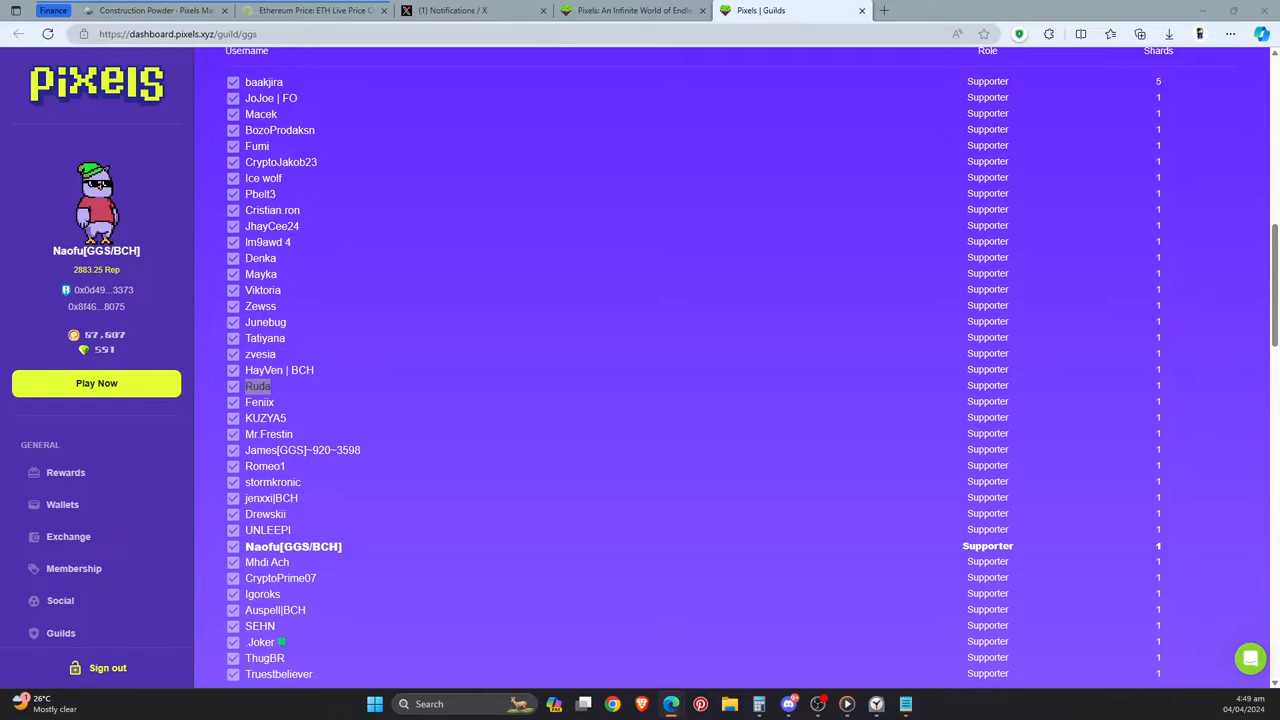 Finance
Construction Powder - Pixels Ma
Ethereum Price: ETH Live Price C
(1) Notifications / X
Pixels: An Infinite World of Endle
Pixels | Guilds
https://dashboard.pixels.xyz/guild/ggs
Username Role Shards
pixels
Naofu[GGS/BCH]
2883.25 Rep
0x0d49...3373
0x8f46...8075
67,607
591
Play Now
GENERAL
Rewards
Wallets
Exchange
Membership
Social
Guilds
Sign out
baakjira Supporter 5
JoJoe | FO Supporter 1
Macek Supporter 1
BozoProdaksn Supporter 1
Fumi Supporter 1
CryptoJakob23 Supporter 1
Ice wolf Supporter 1
Pbelt3 Supporter 1
Cristian.ron Supporter 1
JhayCee24 Supporter 1
Im9awd 4 Supporter 1
Denka Supporter 1
Mayka Supporter 1
Viktoria Supporter 1
Zewss Supporter 1
Junebug Supporter 1
Tatiyana Supporter 1
zvesia Supporter 1
HayVen | BCH Supporter 1
Ruda Supporter 1
Feniix Supporter 1
KUZYA5 Supporter 1
Mr.Frestin Supporter 1
James[GGS]~920~3598 Supporter 1
Romeo1 Supporter 1
stormkronic Supporter 1
jenxxi|BCH Supporter 1
Drewskii Supporter 1
UNLEEPI Supporter 1
Naofu[GGS/BCH] Supporter 1
Mhdi Ach Supporter 1
CryptoPrime07 Supporter 1
Igoroks Supporter 1
Auspell|BCH Supporter 1
SEHN Supporter 1
.Joker Supporter 1
ThugBR Supporter 1
Truestbeliever Supporter 1
26°C
Mostly clear
Search
4:49 am
04/04/2024